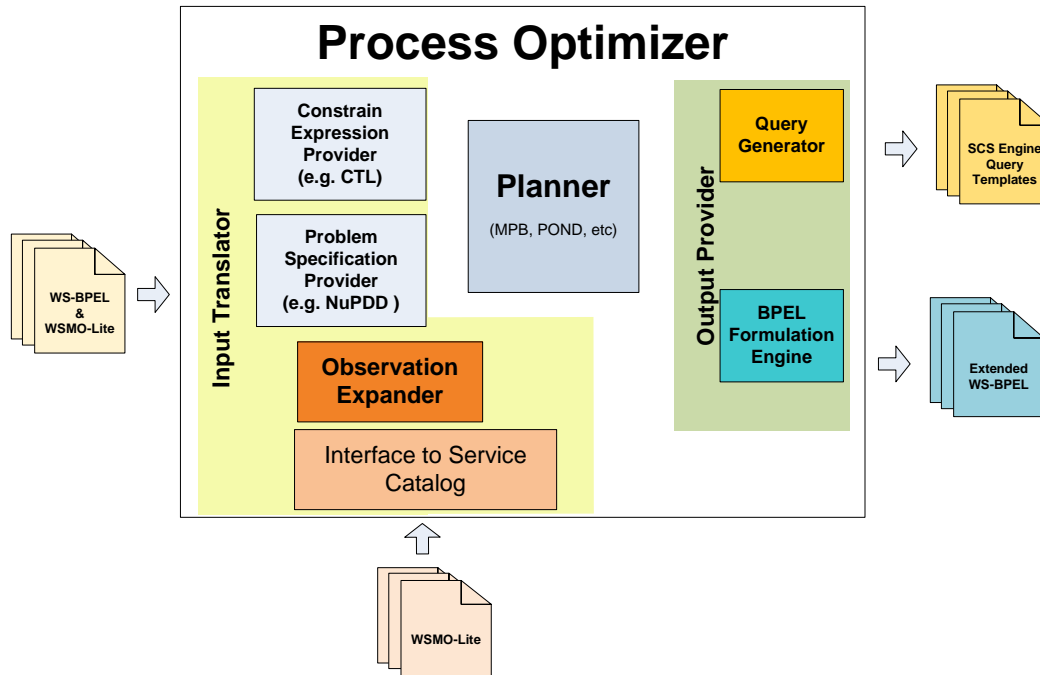 Process Optimizer
Input Translator
Constrain
Expression
Provider
(e.g. CTL)
Problem
Specification
Provider
(e.g. NuPDD )
Observation
Expander
Interface to Service
Catalog
Planner
(MPB, POND, etc)
Output Provider
Query
Generator
BPEL
Formulation
Engine
WS-BPEL
&
WSMO-Lite
WSMO-Lite
SCS Engine
Query
Templates
Extended
WS-BPEL